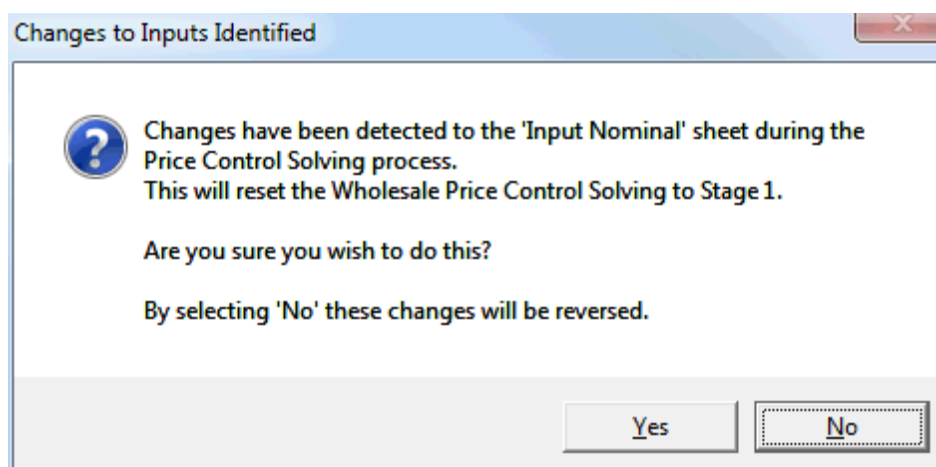 Changes to Inputs Identified
Changes have been detected to the 'Input Nominal' sheet during the
Price Control Solving process.
This will reset the Wholesale Price Control Solving to Stage 1.
Are you sure you wish to do this?
By selecting 'No' these changes will be reversed.
Yes No